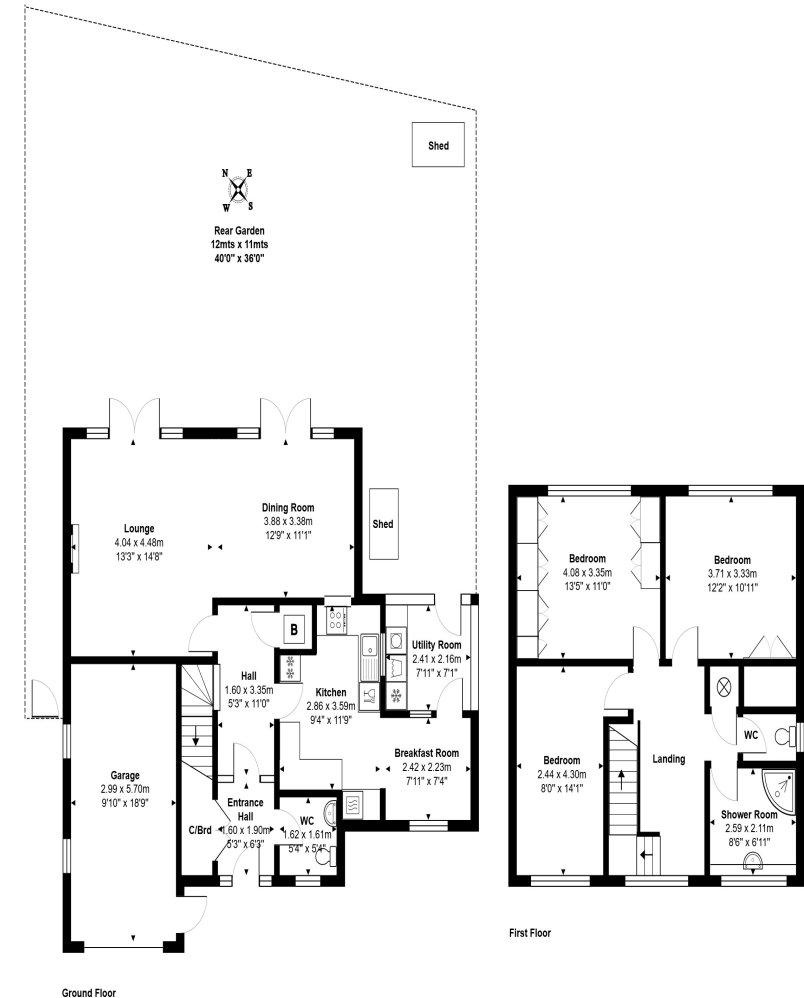 Shed
N E
W S
Rear Garden
12mts x 11mts
40'0" x 36'0"
Lounge
4.04 x 4.48m
13'3" x 14'8"
Dining Room
3.88 x 3.38m
12'9" x 11'1"
Shed
B
Hall
1.60 x 3.35m
5'3" x 11'0"
Kitchen
2.86 x 3.59m
9'4" x 11'9"
Utility Room
2.41 x 2.16m
7'11" x 7'1"
Breakfast Room
2.42 x 2.23m
7'11" x 7'4"
Garage
2.99 x 5.70m
9'10" x 18'9"
C/Brd
Entrance
Hall
1.60 x 1.90m
5'3" x 6'3"
WC
1.62 x 1.61m
5'4" x 5'4"
Ground Floor
Bedroom
4.08 x 3.35m
13'5" x 11'0"
Bedroom
3.71 x 3.33m
12'2" x 10'11"
Bedroom
2.44 x 4.30m
8'0" x 14'1"
Landing
WC
Shower Room
2.59 x 2.11m
8'6" x 6'11"
First Floor